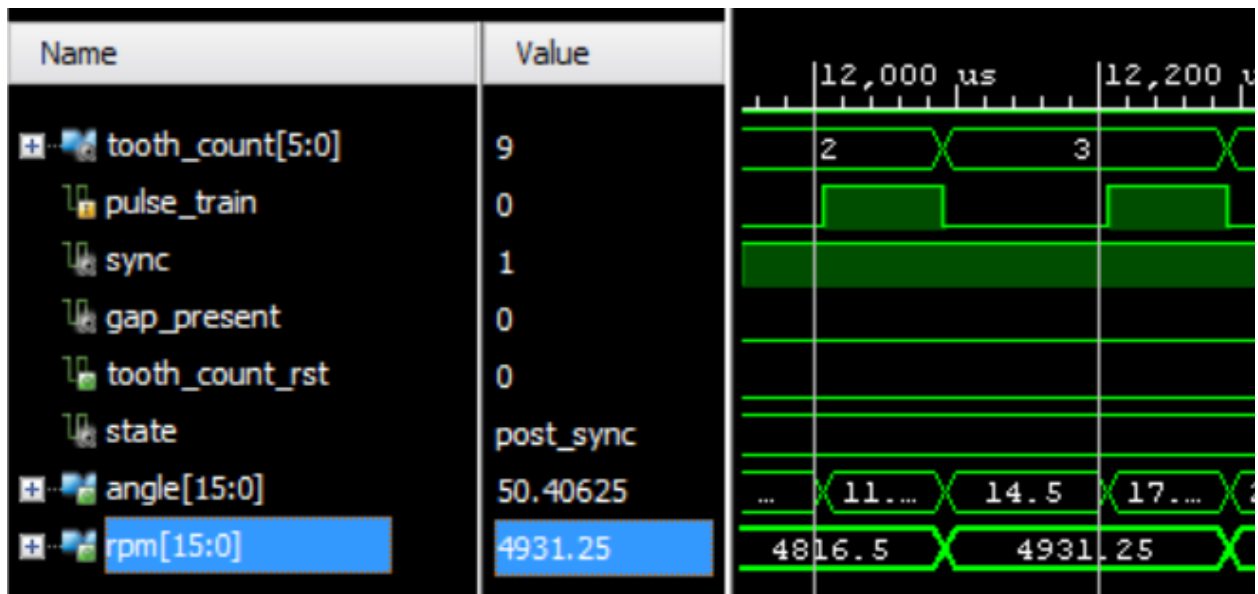 Name Value 12,000 us 12,200
tooth_count[5:0] 9 2 3
pulse_train 0
sync 1
gap_present 0
tooth_count_rst 0
state post_sync
angle[15:0] 50.40625 ... 11.... 14.5 17....
rpm[15:0] 4931.25 4816.5 4931.25